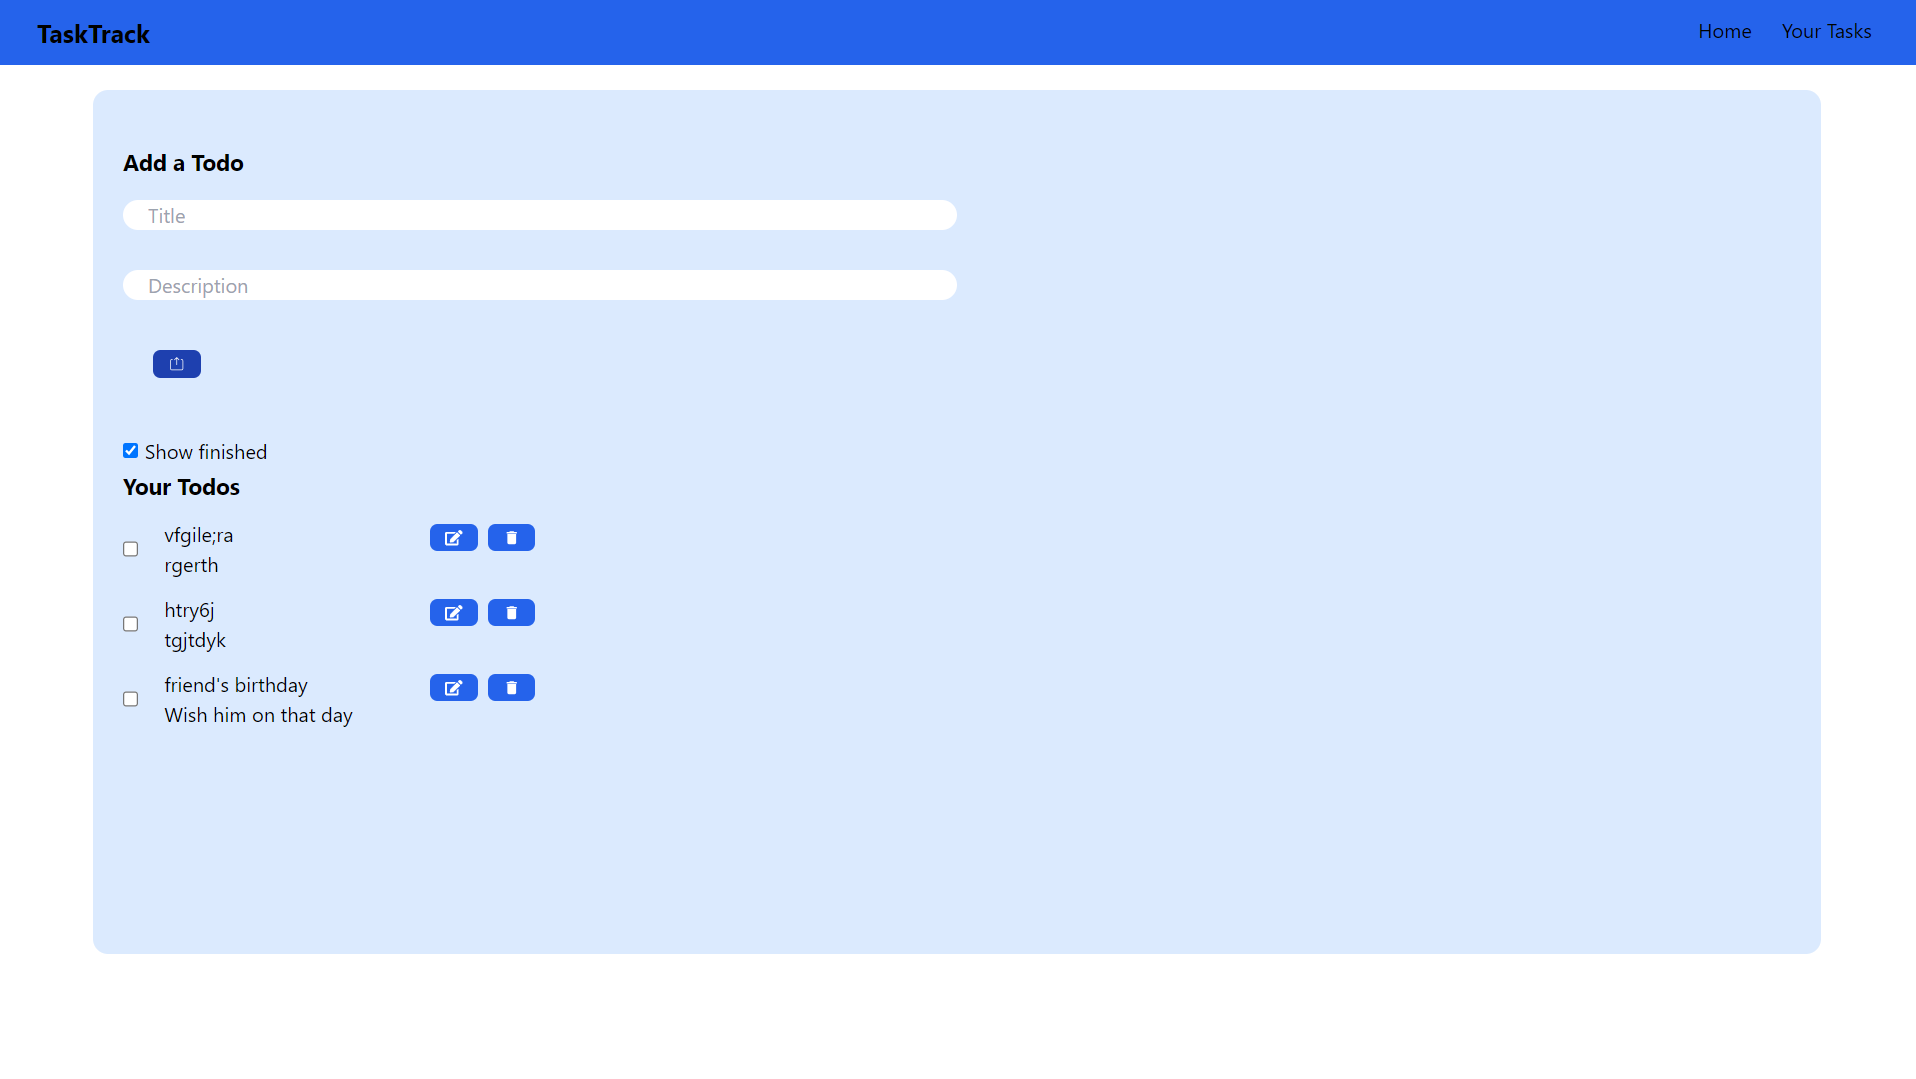 TaskTrack
Home
Your Tasks
Add a Todo
Title
Description
Show finished
Your Todos
vfgile;ra
rgerth
htry6j
tgjtdyk
friend's birthday
Wish him on that day